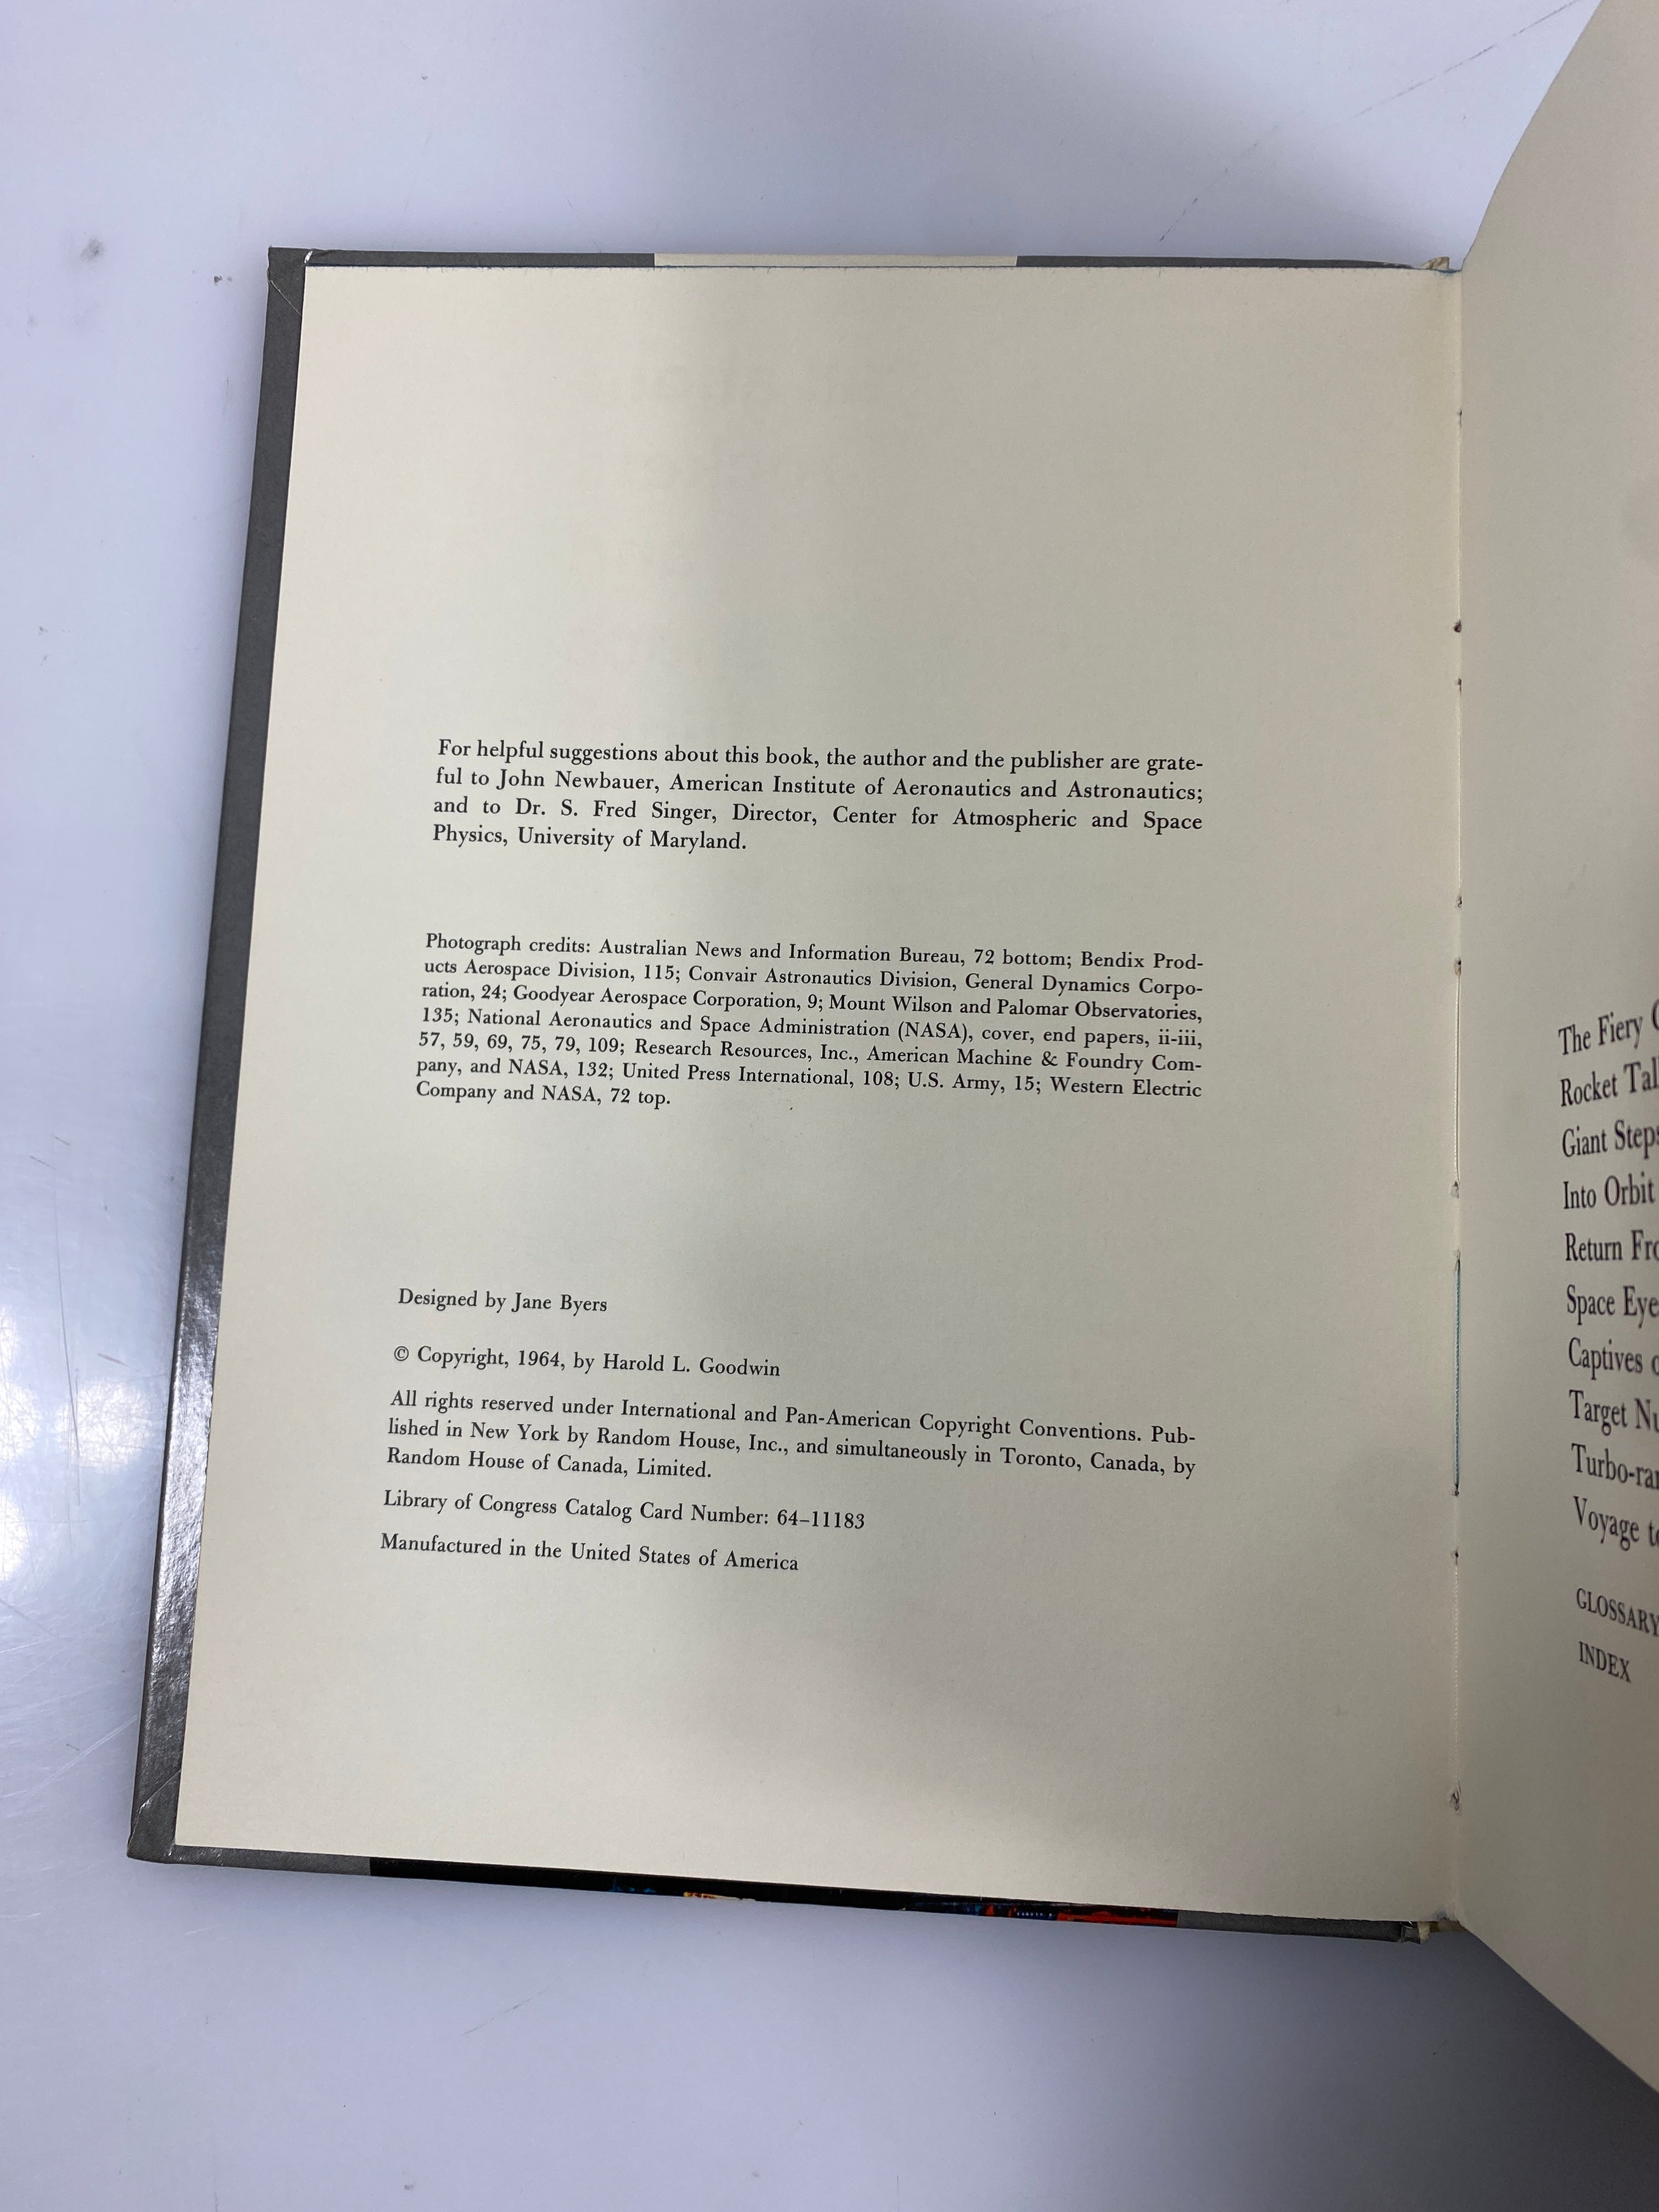 For helpful suggestions about this book, the author and the publisher are grate-
ful to John Newbauer, American Institute of Aeronautics and Astronautics;
and to Dr. S. Fred Singer, Director, Center for Atmospheric and Space
Physics, University of Maryland.
Photograph credits: Australian News and Information Bureau, 72 bottom; Bendix Prod-
ucts Aerospace Division, 115; Convair Astronautics Division, General Dynamics Corpo-
ration, 24; Goodyear Aerospace Corporation, 9; Mount Wilson and Palomar Observatories,
135; National Aeronautics and Space Administration (NASA), cover, end papers, ii-iii,
57, 59, 69, 75, 79, 109; Research Resources, Inc., American Machine & Foundry Com-
pany, and NASA, 132; United Press International, 108; U.S. Army, 15; Western Electric
Company and NASA, 72 top.
Designed by Jane Byers
© Copyright, 1964, by Harold L. Goodwin
All rights reserved under International and Pan-American Copyright Conventions. Pub-
lished in New York by Random House, Inc., and simultaneously in Toronto, Canada, by
Random House of Canada, Limited.
Library of Congress Catalog Card Number: 64–11183
Manufactured in the United States of America
The Fiery
Rocket
Giant Steps
Into Orbit
Return
Space
Captives
Target
Voyage
GLOSSARY
INDEX